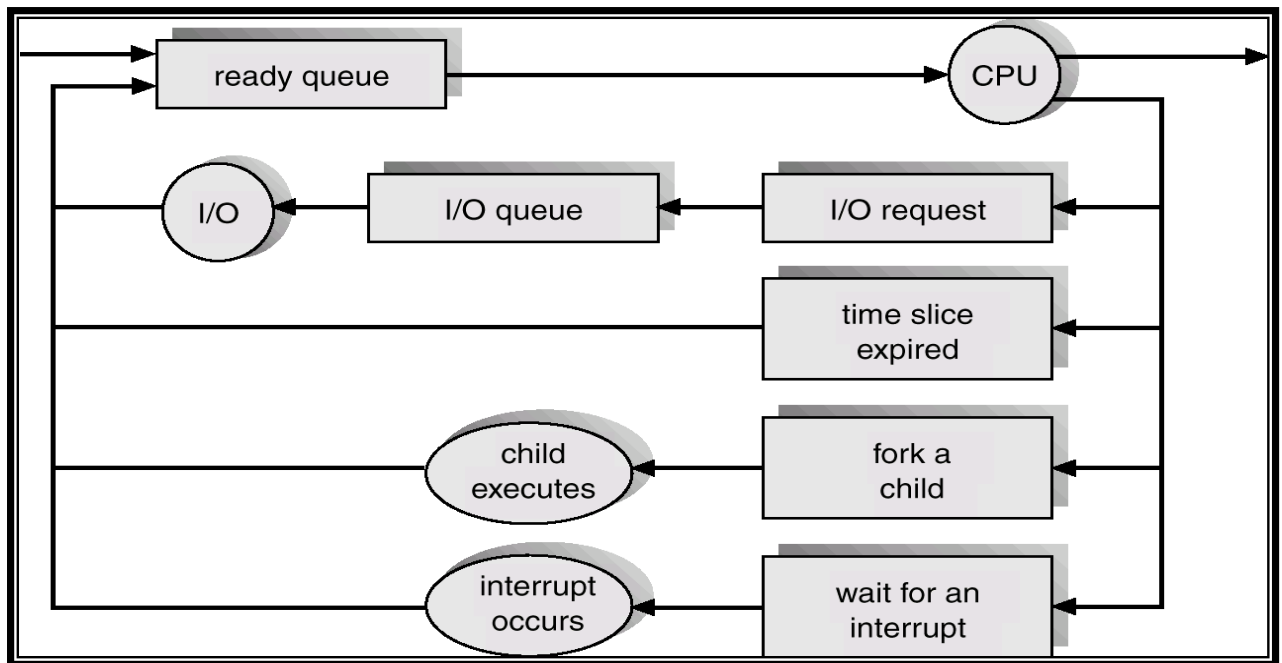 ready queue
CPU
I/O
I/O queue
I/O request
time slice
expired
child
executes
fork a
child
interrupt
occurs
wait for an
interrupt